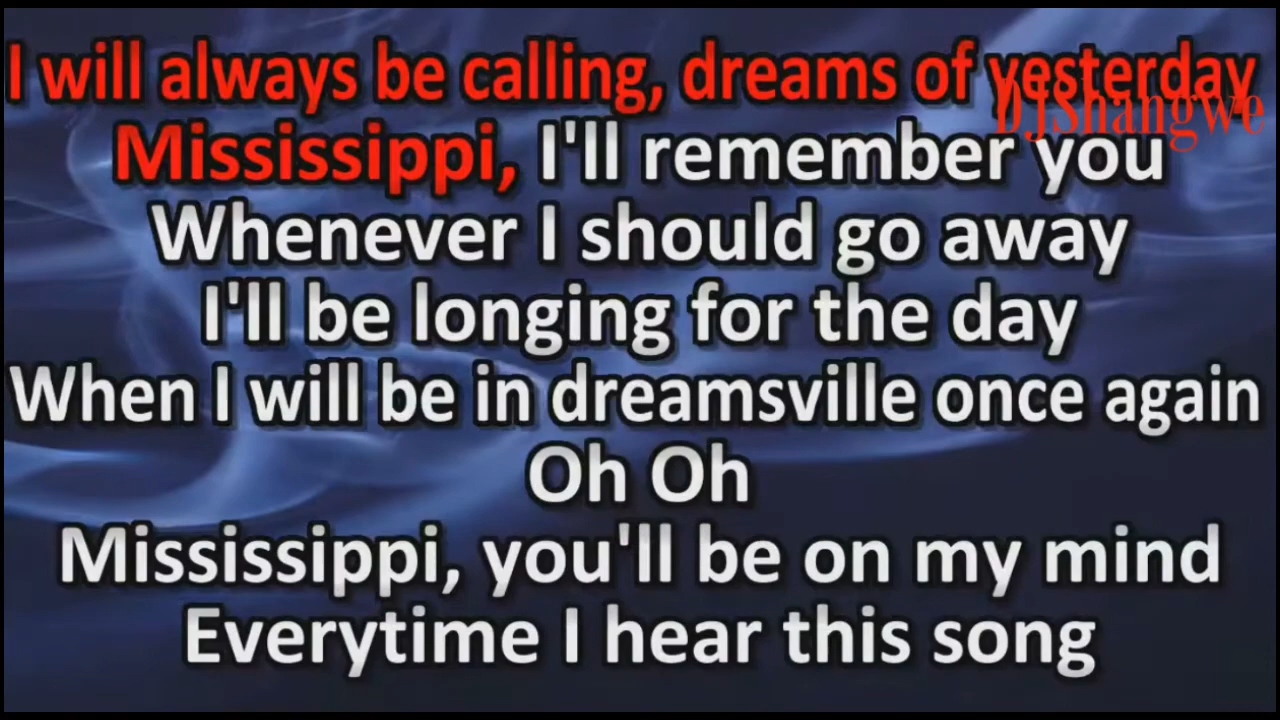 I will always be calling, dreams of yesterday
DJShangwe
Mississippi, I'll remember you
Whenever I should go away
I'll be longing for the day
When I will be in dreamsville once again
Oh Oh
Mississippi, you'll be on my mind
Everytime I hear this song